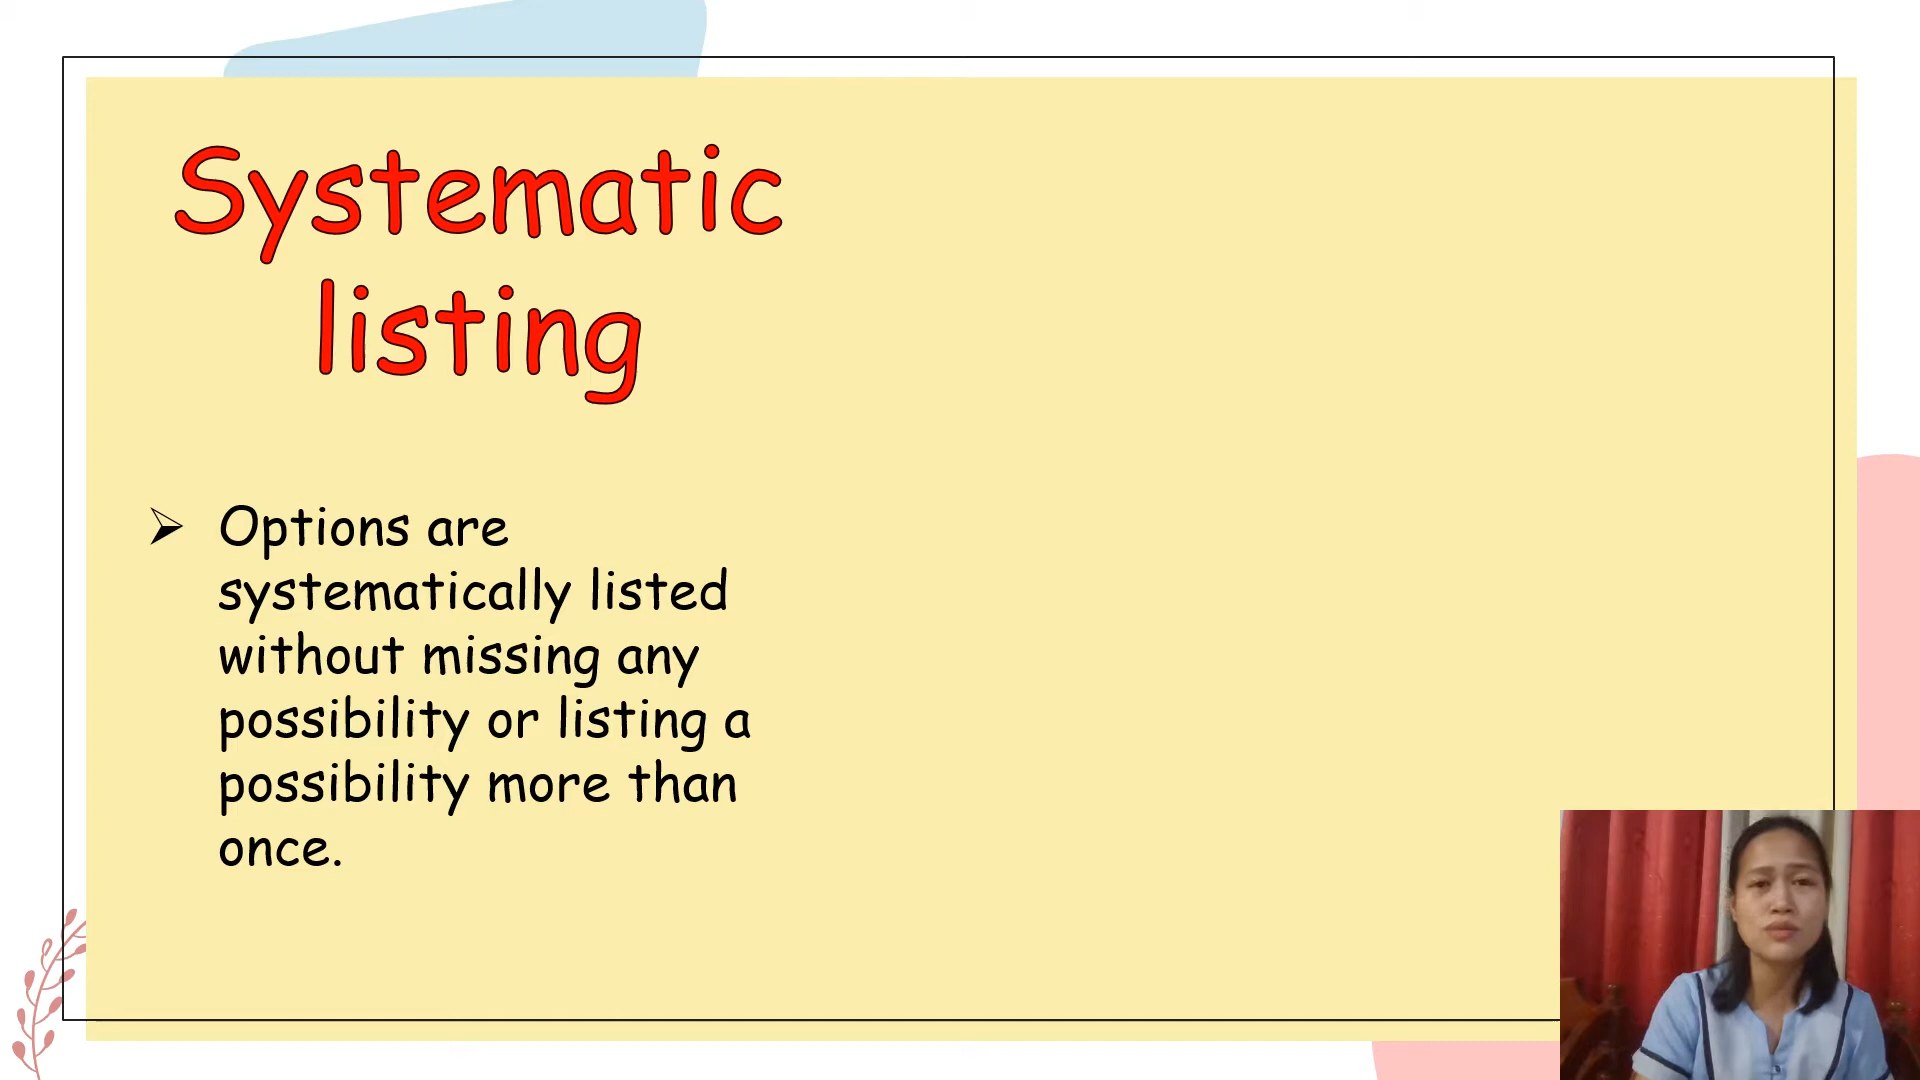 Systematic
listing
➢ Options are
systematically listed
without missing any
possibility or listing a
possibility more than
once.